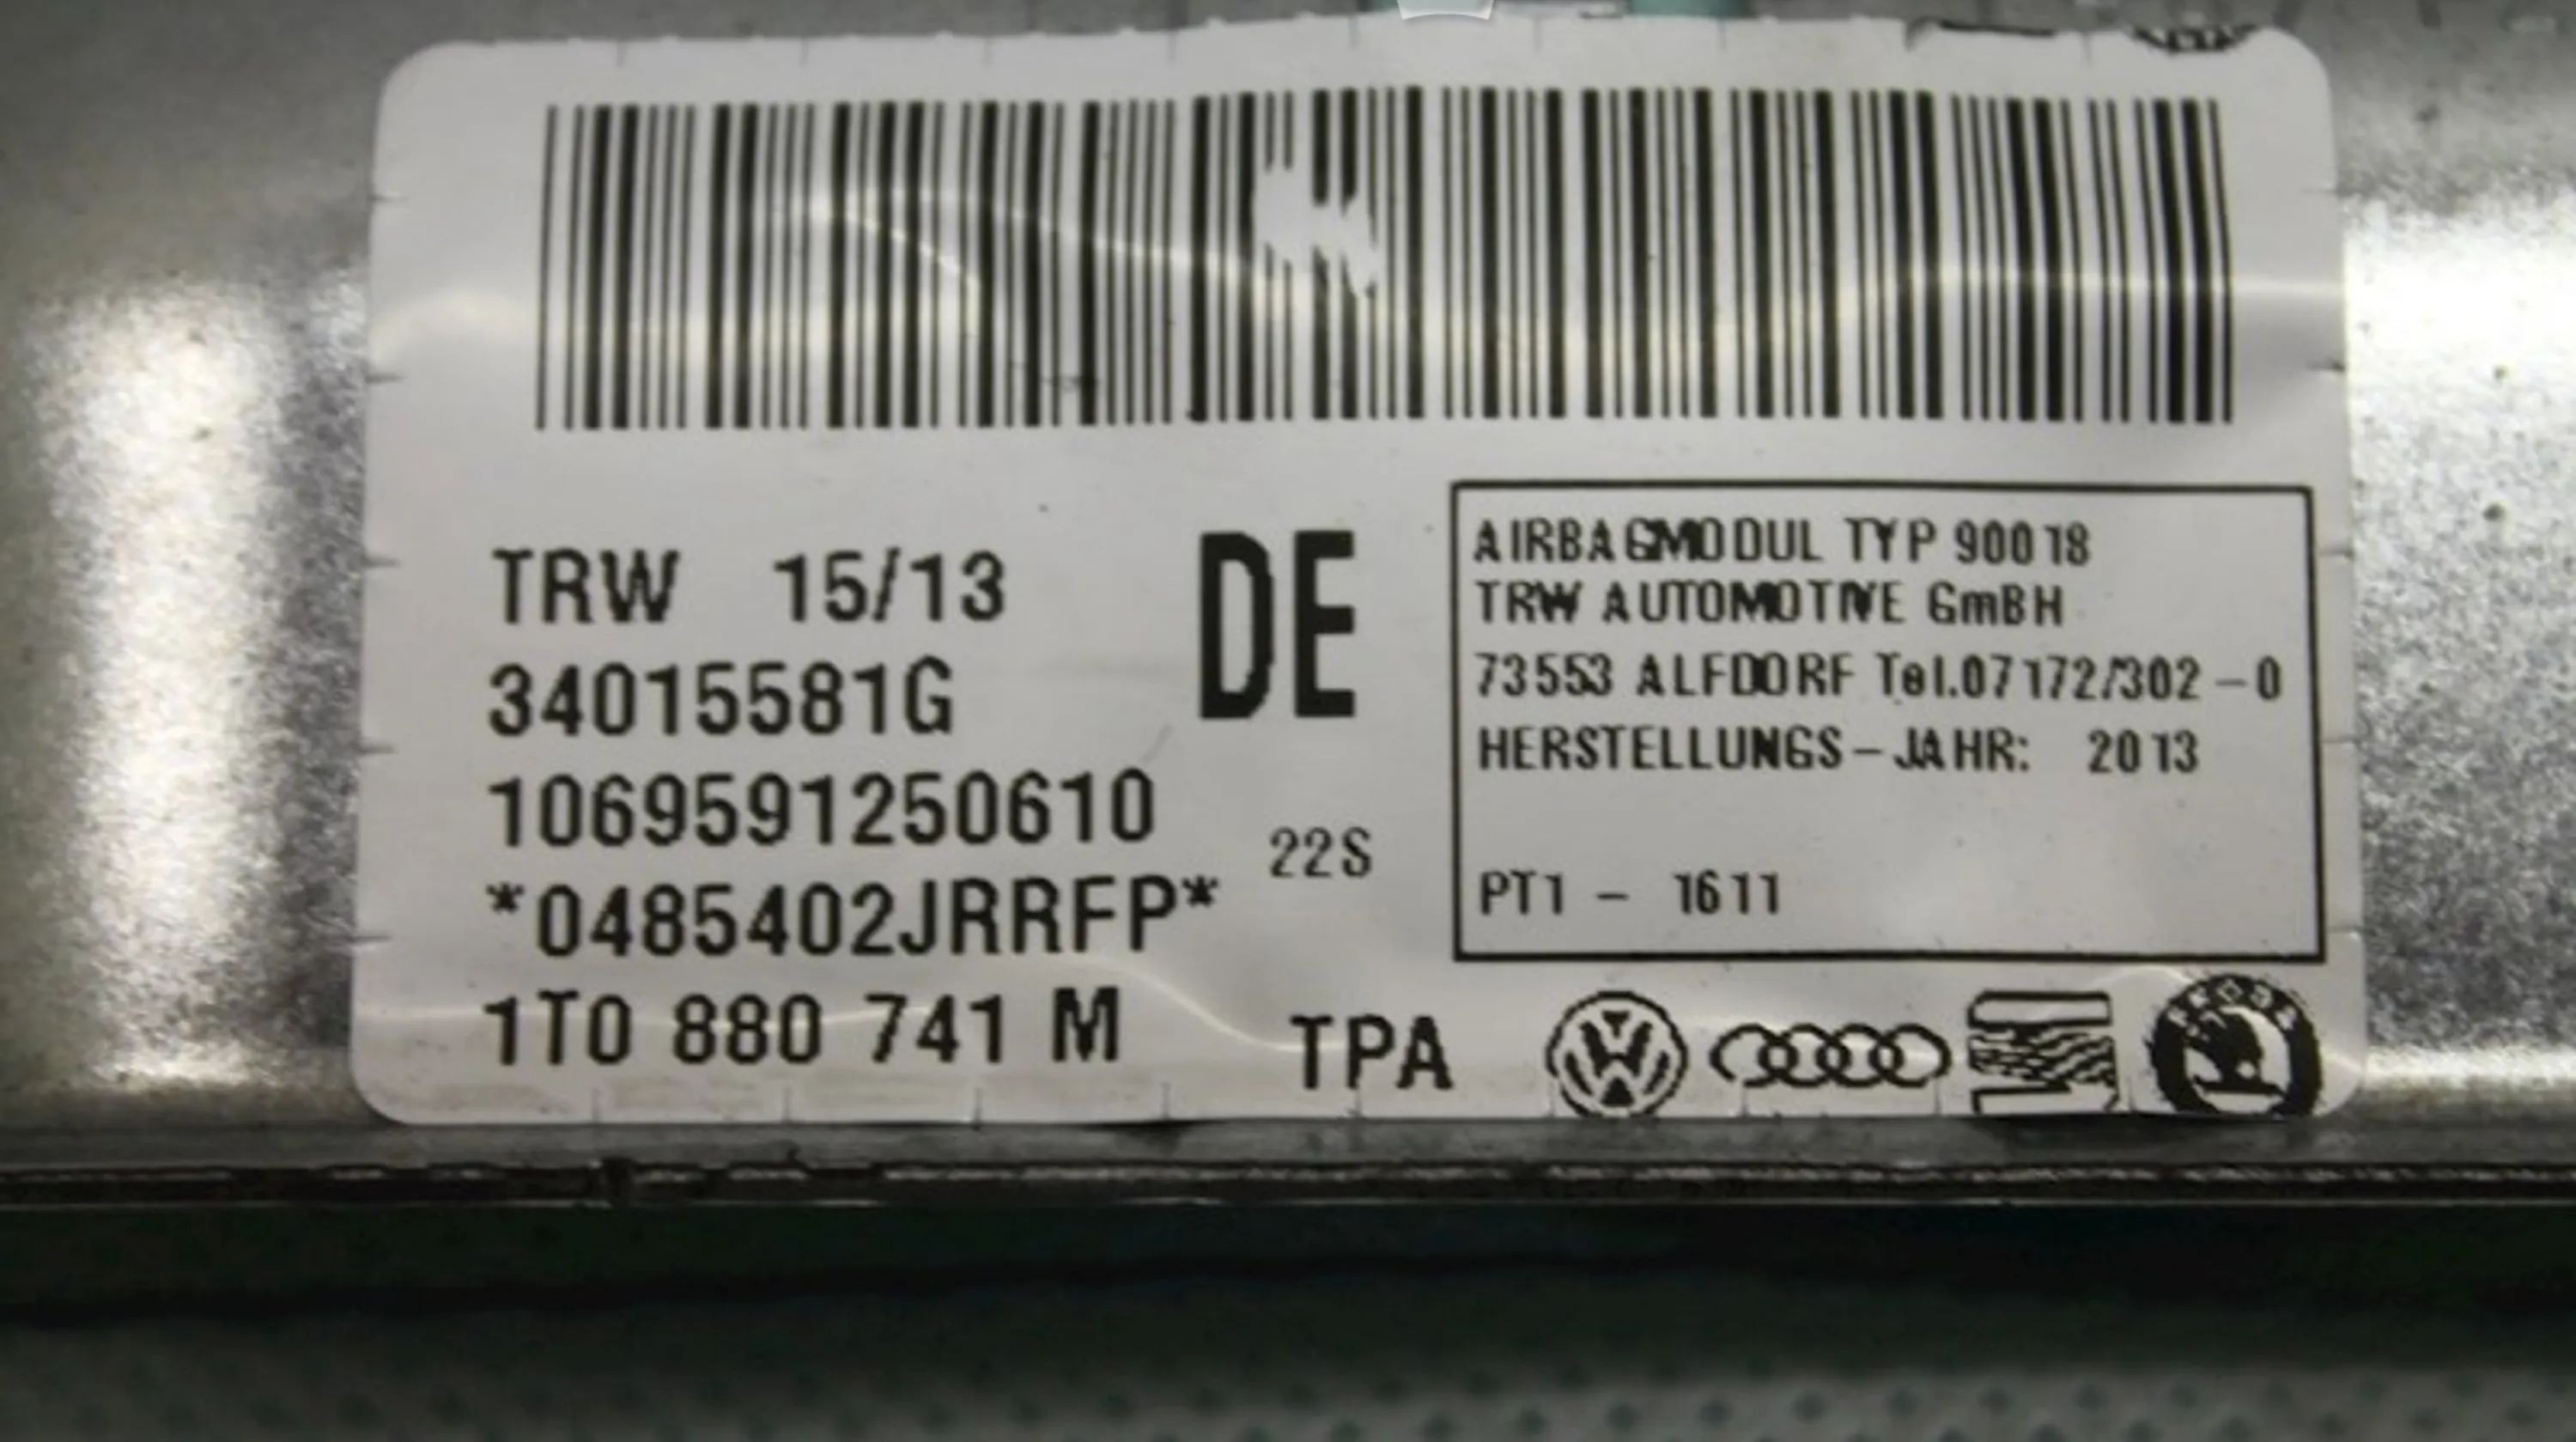 TRW 15/13
34015581G
1069591250610
*0485402JRRFP*
1T0 880 741 M
DE
22S
TPA
AIRBAGMODUL TYP 90018
TRW AUTOMOTIVE GmBH
73553 ALFDORF Tel.07172/302-0
HERSTELLUNGS-JAHR: 2013
PT1 - 1611